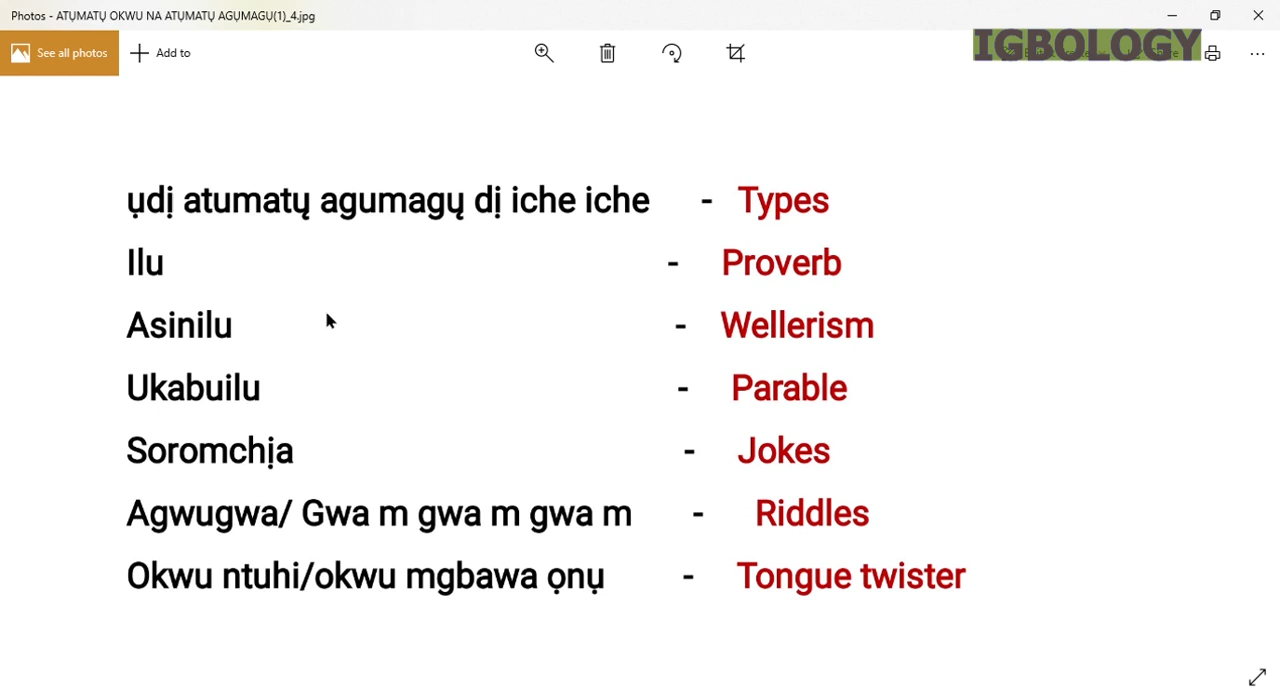 Photos - ATỤMATỤ OKWU NA ATỤMATỤ AGỤMAGỤ(1)_4.jpg
See all photos
Add to
IGBOLOGY
ụdị atumatụ agumagụ dị iche iche - Types
Ilu - Proverb
Asinilu - Wellerism
Ukabuilu - Parable
Soromchịa - Jokes
Agwugwa/ Gwa m gwa m gwa m - Riddles
Okwu ntuhi/okwu mgbawa ọnụ - Tongue twister